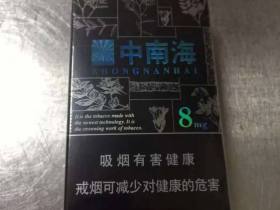 中南海
ZHONGNANHAI
It is the tobacco made with
the newest technology. It is
the crowning work of tobacco.
8mg
吸烟有害健康
戒烟可减少对健康的危害